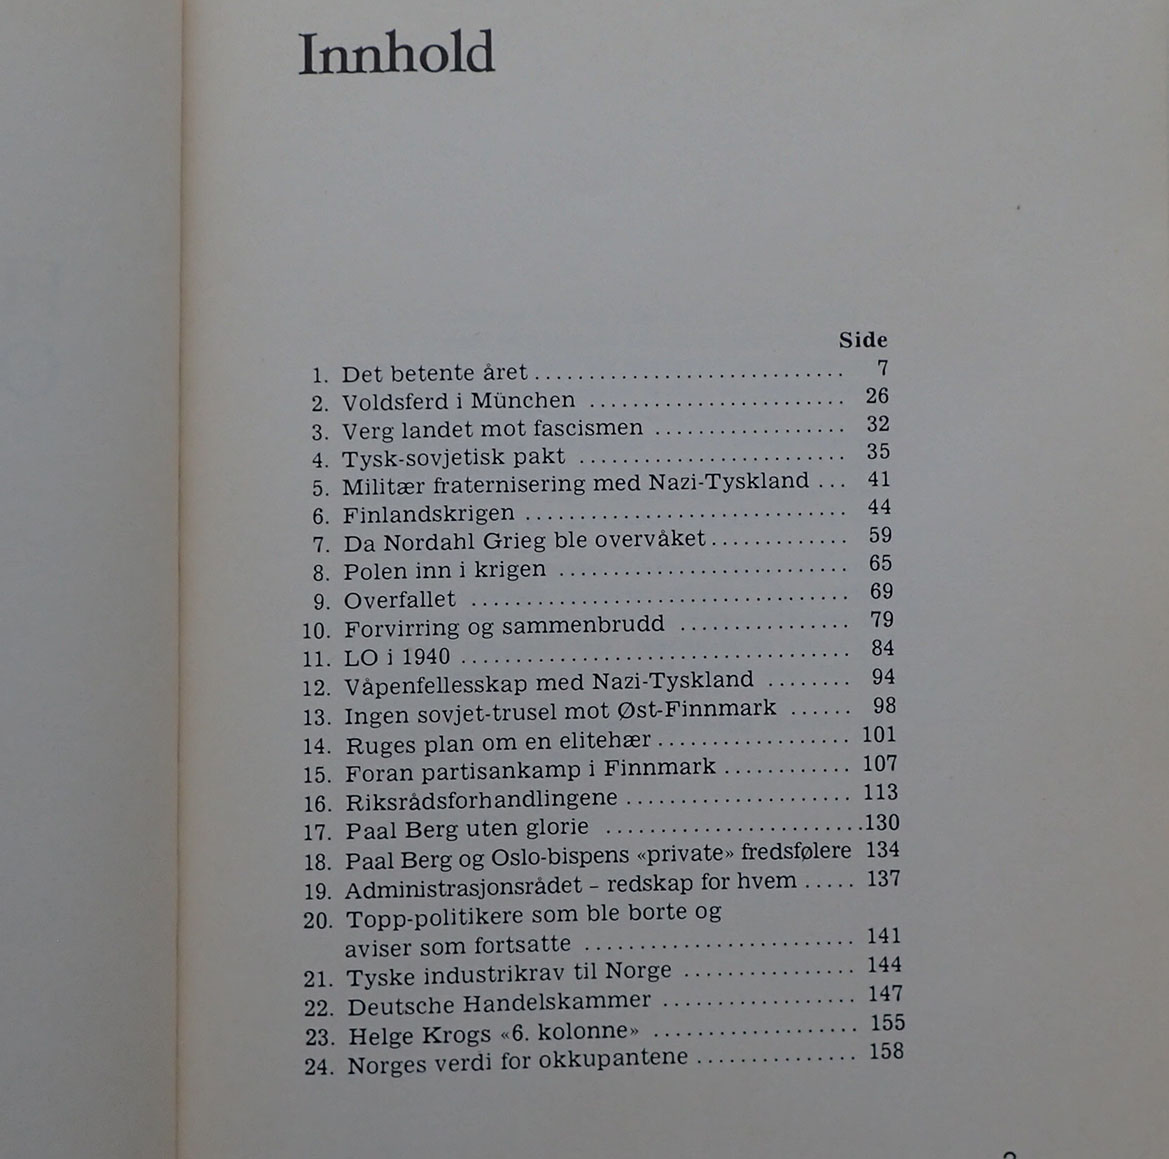 Innhold
Side
1. Det betente året .............................. 7
2. Voldsferd i München ........................ 26
3. Verg landet mot fascismen .................. 32
4. Tysk-sovjetisk pakt ......................... 35
5. Militær fraternisering med Nazi-Tyskland ... 41
6. Finlandskrigen .............................. 44
7. Da Nordahl Grieg ble overvåket ............. 59
8. Polen inn i krigen ........................... 65
9. Overfallet ................................... 69
10. Forvirring og sammenbrudd ................ 79
11. LO i 1940 .................................... 84
12. Våpenfellesskap med Nazi-Tyskland ........ 94
13. Ingen sovjet-trusel mot Øst-Finnmark ...... 98
14. Ruges plan om en elitehær .................. 101
15. Foran partisankamp i Finnmark ............ 107
16. Riksrådsforhandlingene ..................... 113
17. Paal Berg uten glorie ........................130
18. Paal Berg og Oslo-bispens «private» fredsfølere 134
19. Administrasjonsrådet – redskap for hvem ..... 137
20. Topp-politikere som ble borte og
aviser som fortsatte ......................... 141
21. Tyske industrikrav til Norge ................ 144
22. Deutsche Handelskammer .................. 147
23. Helge Krogs «6. kolonne» ................... 155
24. Norges verdi for okkupantene ............... 158